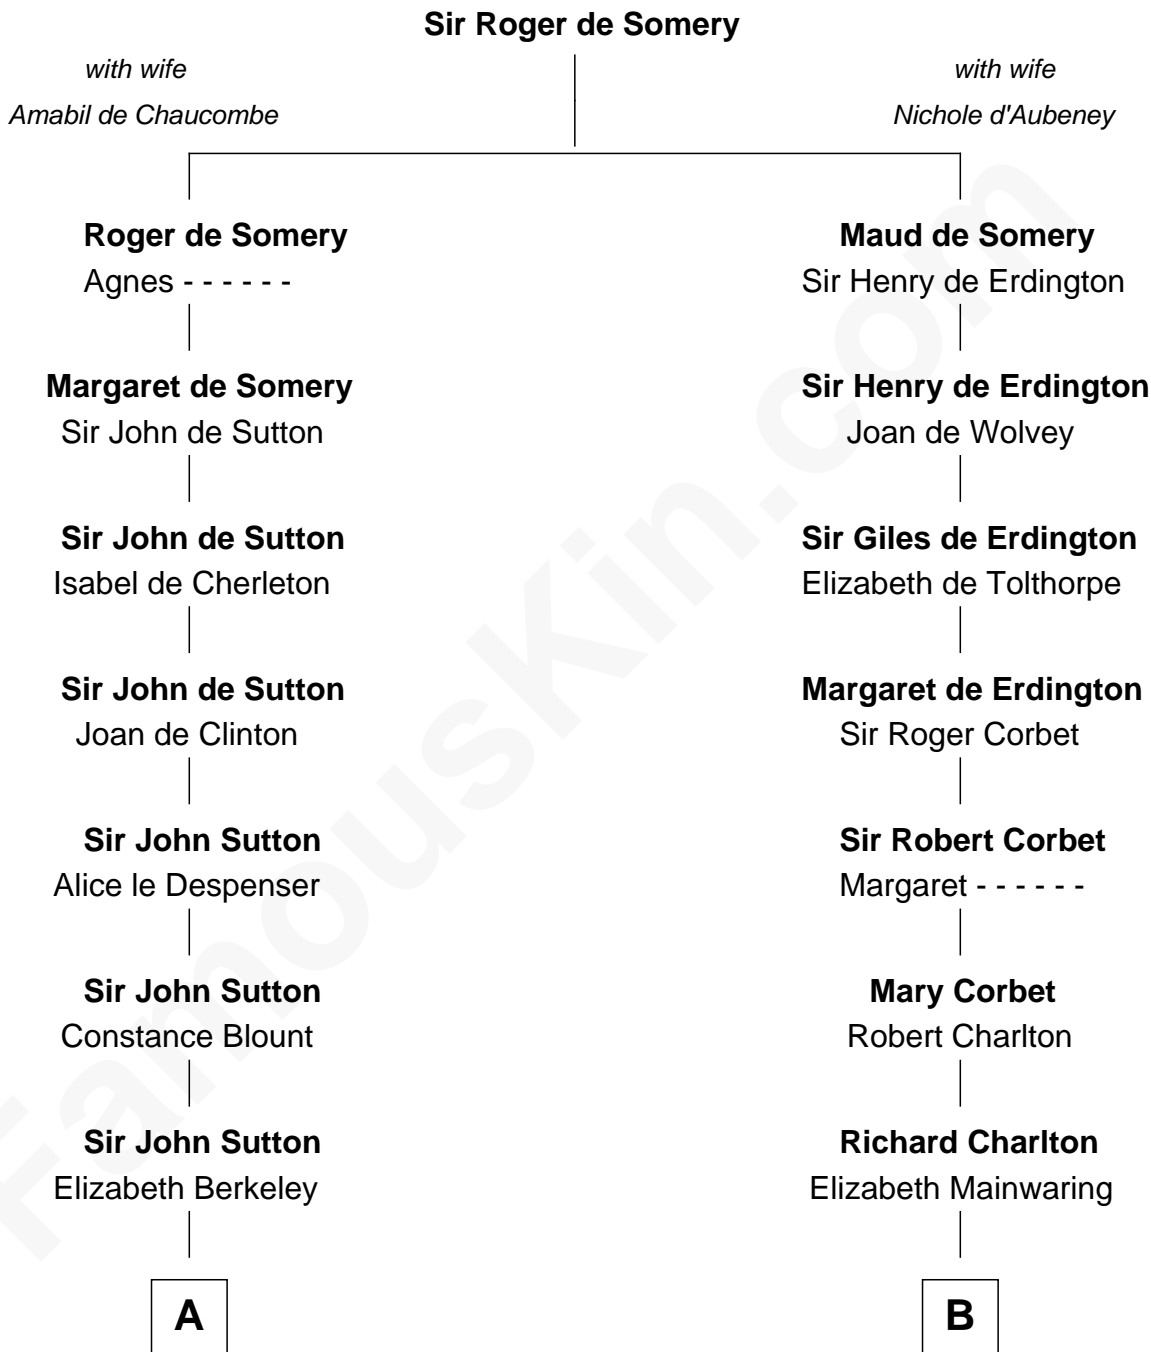 Sir Roger de Somery
with wife
Amabil de Chaucombe
with wife
Nichole d'Aubeney
Roger de Somery
Agnes - - - - - -
Maud de Somery
Sir Henry de Erdington
Margaret de Somery
Sir John de Sutton
Sir Henry de Erdington
Joan de Wolvey
Sir John de Sutton
Isabel de Cherleton
Sir Giles de Erdington
Elizabeth de Tolthorpe
Sir John de Sutton
Joan de Clinton
Margaret de Erdington
Sir Roger Corbet
Sir John Sutton
Alice le Despenser
Sir Robert Corbet
Margaret - - - - - -
Sir John Sutton
Constance Blount
Mary Corbet
Robert Charlton
Sir John Sutton
Elizabeth Berkeley
Richard Charlton
Elizabeth Mainwaring
A
B
FamousKin.com